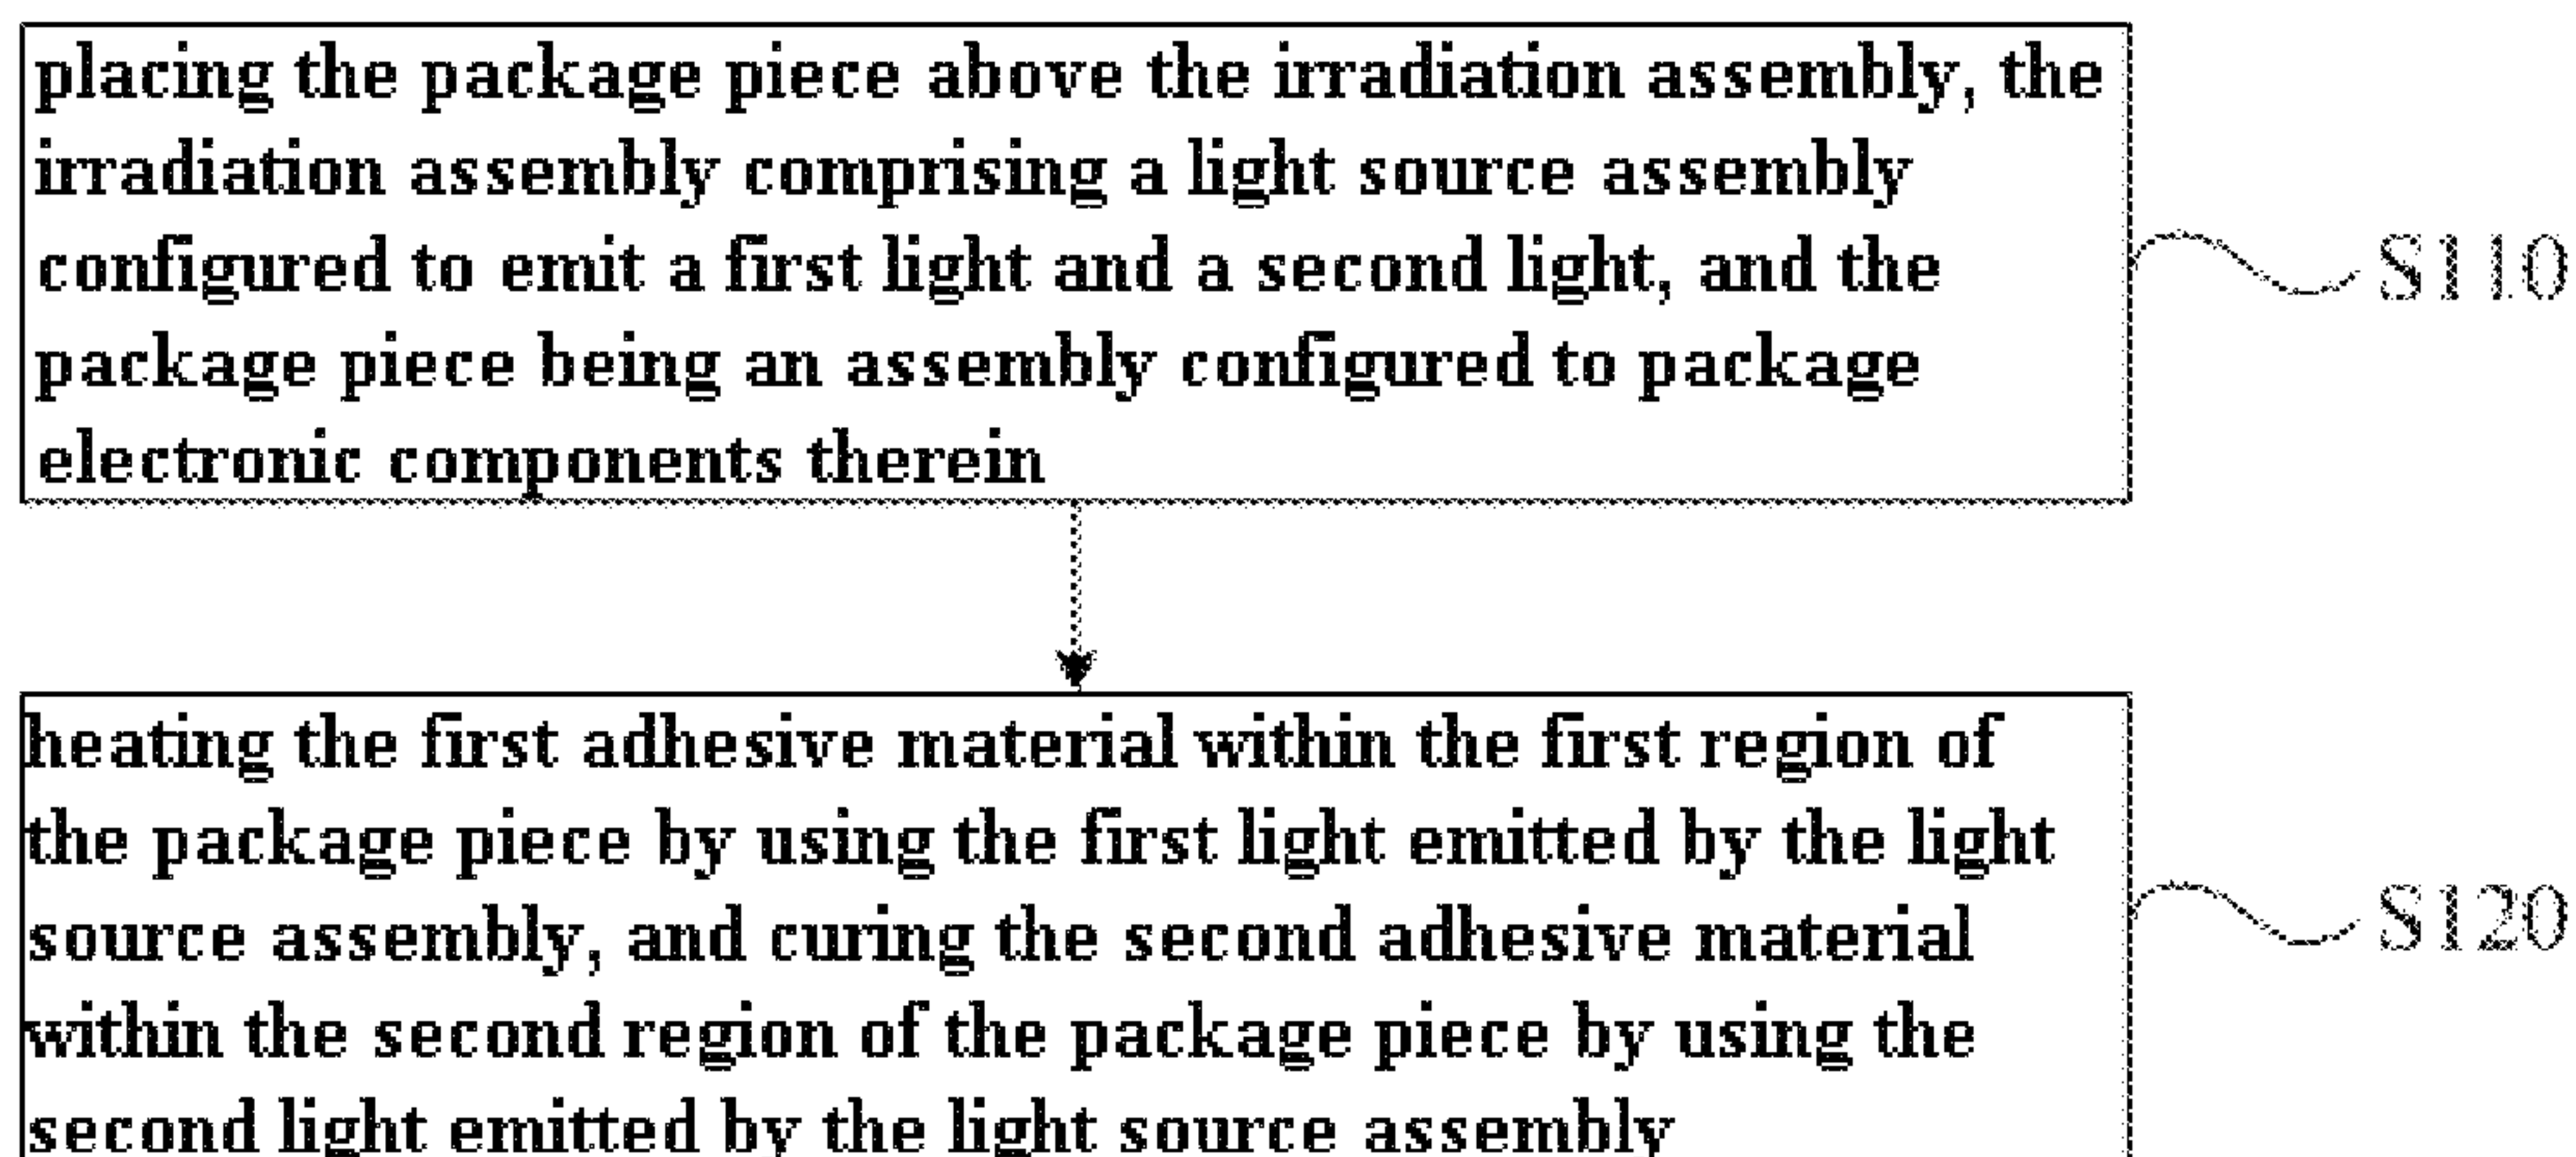 placing the package piece above the irradiation assembly, the
irradiation assembly comprising a light source assembly
configured to emit a first light and a second light, and the
package piece being an assembly configured to package
electronic components therein
S110
heating the first adhesive material within the first region of
the package piece by using the first light emitted by the light
source assembly, and curing the second adhesive material
within the second region of the package piece by using the
second light emitted by the light source assembly
S120